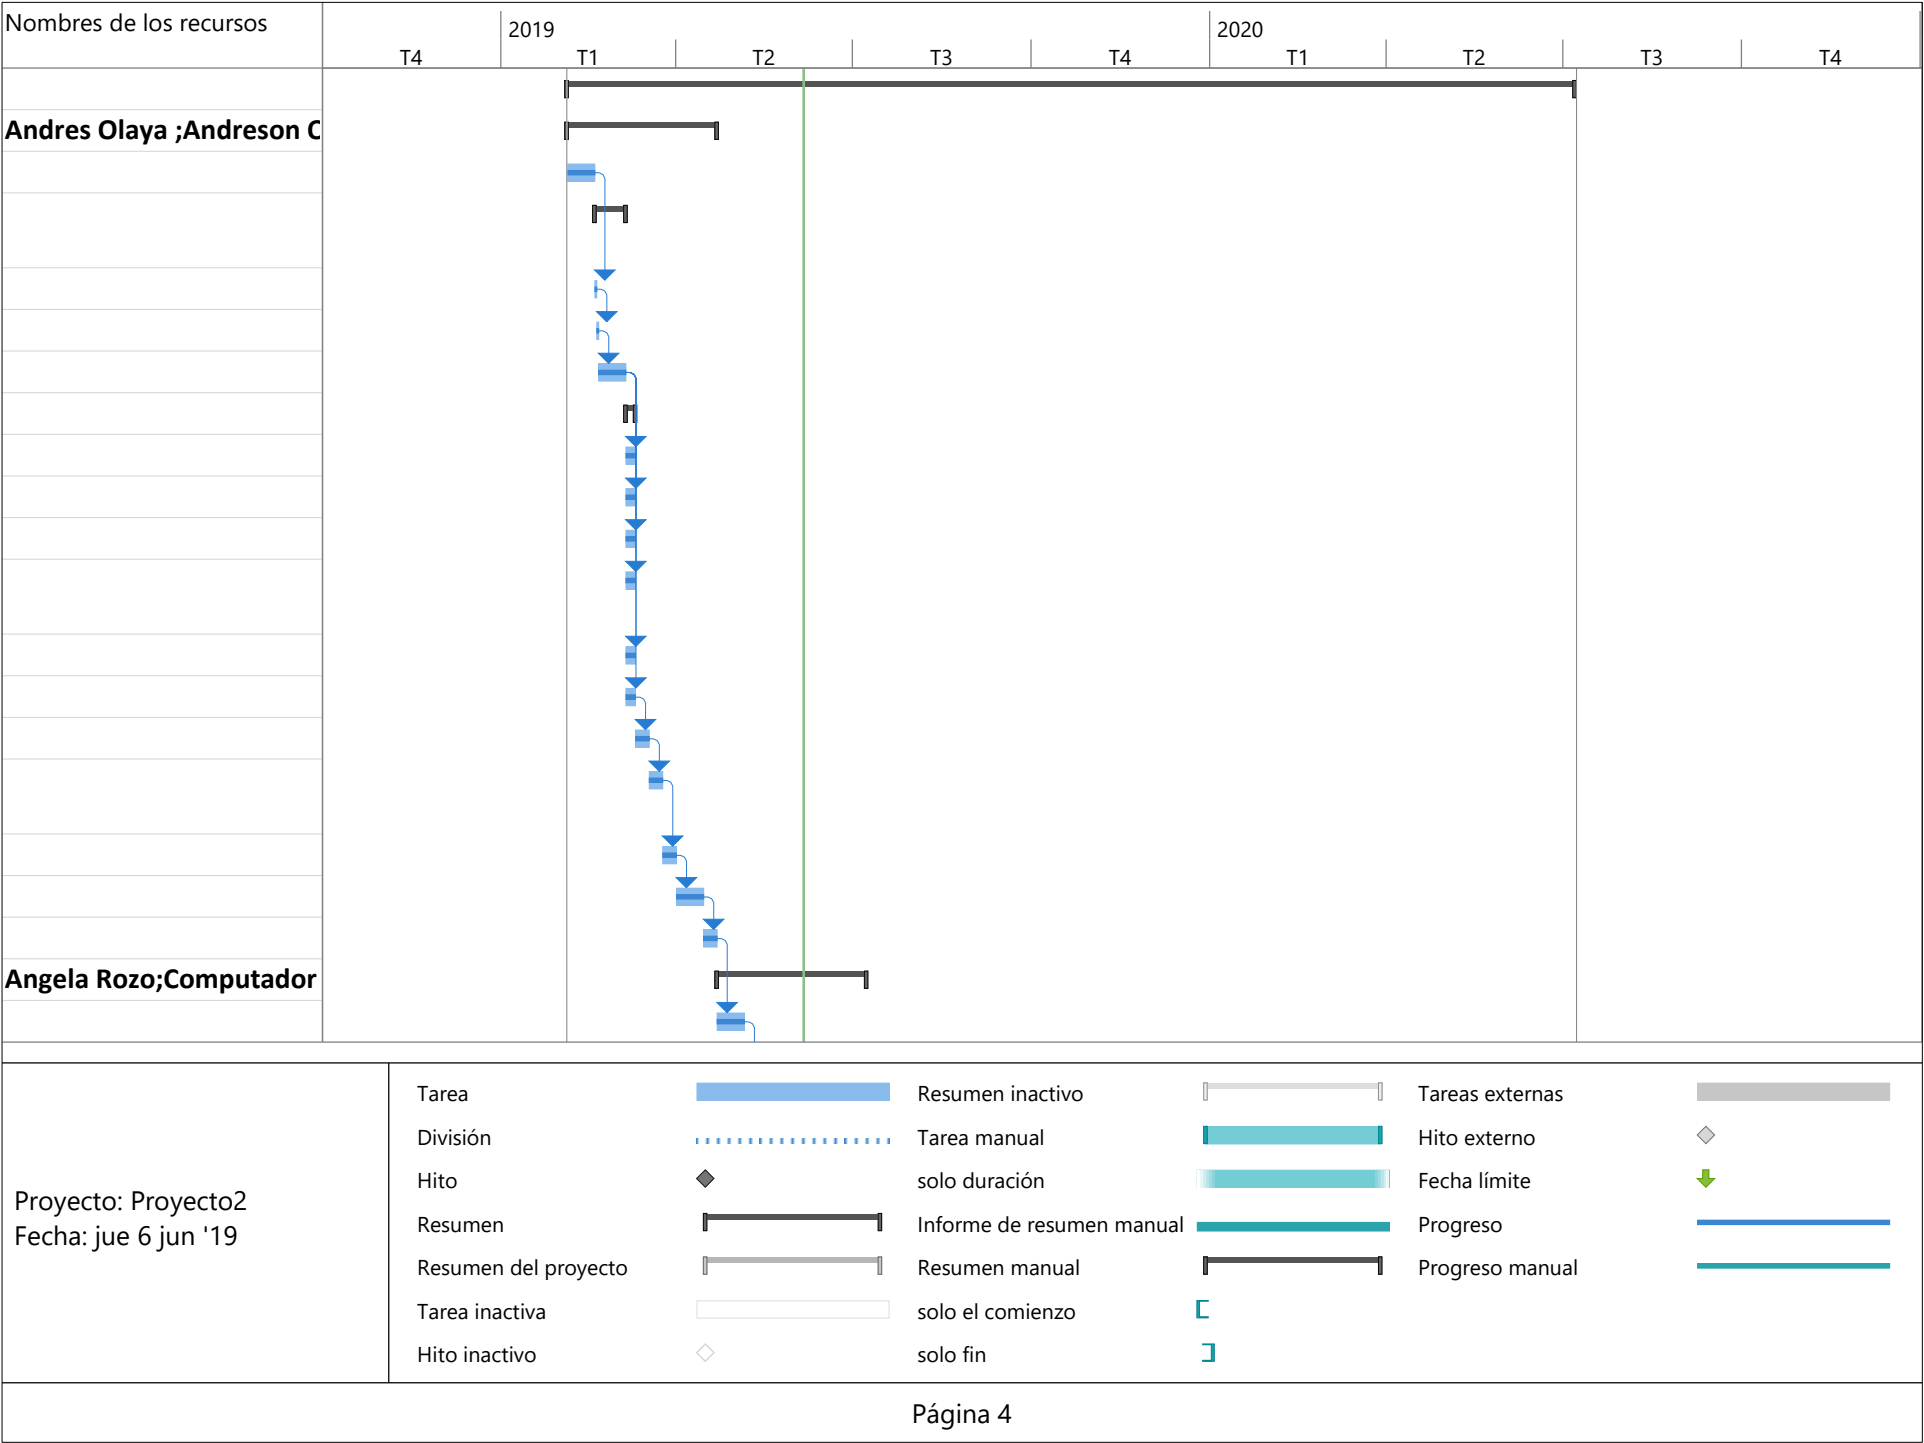 Nombres de los recursos
2019
2020
T4
T1
T2
T3
T4
T1
T2
T3
T4
Andres Olaya ;Andreson C
Angela Rozo;Computador
Proyecto: Proyecto2
Fecha: jue 6 jun '19
Tarea
División
Hito
Resumen
Resumen del proyecto
Tarea inactiva
Hito inactivo
Resumen inactivo
Tarea manual
solo duración
Informe de resumen manual
Resumen manual
solo el comienzo
solo fin
Tareas externas
Hito externo
Fecha límite
Progreso
Progreso manual
Página 4